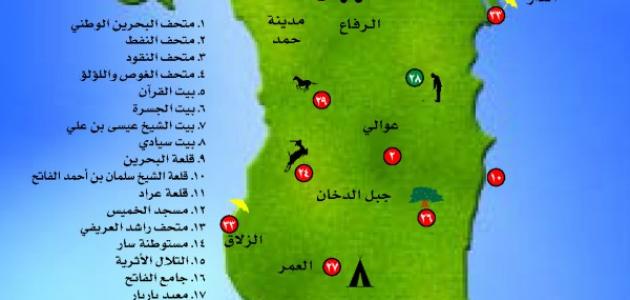 ١. متحف البحرين الوطني
٢. متحف النفط
٣. متحف النقود
٤. متحف الغوص واللؤلؤ
٥. بيت القرآن
٦. بيت الجسرة
٧. بيت الشيخ عيسى بن علي
٨. بيت سيادي
٩. قلعة البحرين
١٠. قلعة الشيخ سلمان بن أحمد الفاتح
١١. قلعة عراد
١٢. مسجد الخميس
١٣. متحف راشد العريفي
١٤. مستوطنة سار
١٥. التلال الأثرية
١٦. جامع الفاتح
١٧. معبد باربار
مدينة
حمد
الرفاع
٢٣
٢٨
٢٩
عوالي
٢
٢٤
١٠
جبل الدخان
٢٦
٢٣
الزلاق
العمر
٢٧